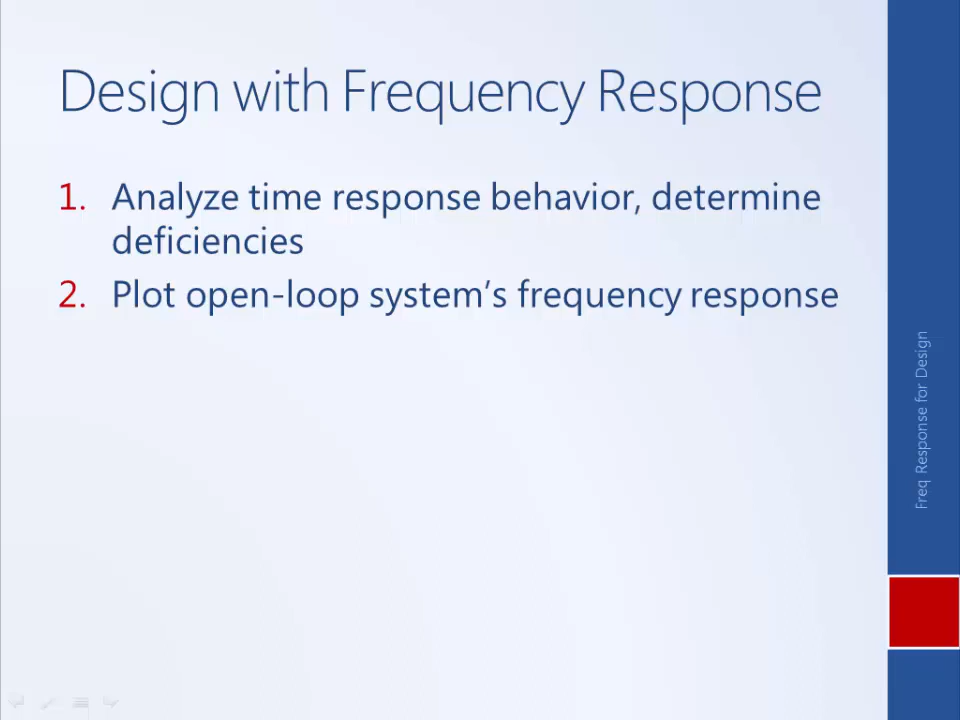 Design with Frequency Response
1. Analyze time response behavior, determine
deficiencies
2. Plot open-loop system's frequency response
Freq Response for Design